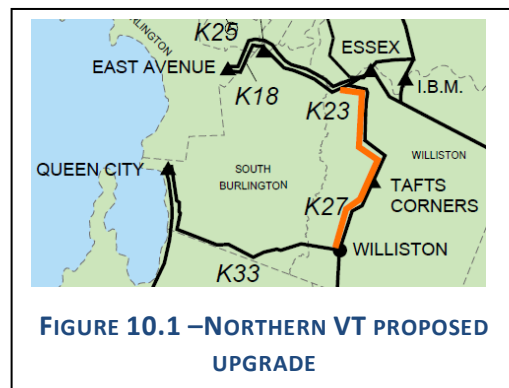 LINGTON
K25
ESSEX
EAST AVENUE
I.B.M.
K18
K23
WILLISTON
QUEEN CITY
SOUTH
BURLINGTON
TAFTS
CORNERS
K27
WILLISTON
K33
FIGURE 10.1 –NORTHERN VT PROPOSED
UPGRADE